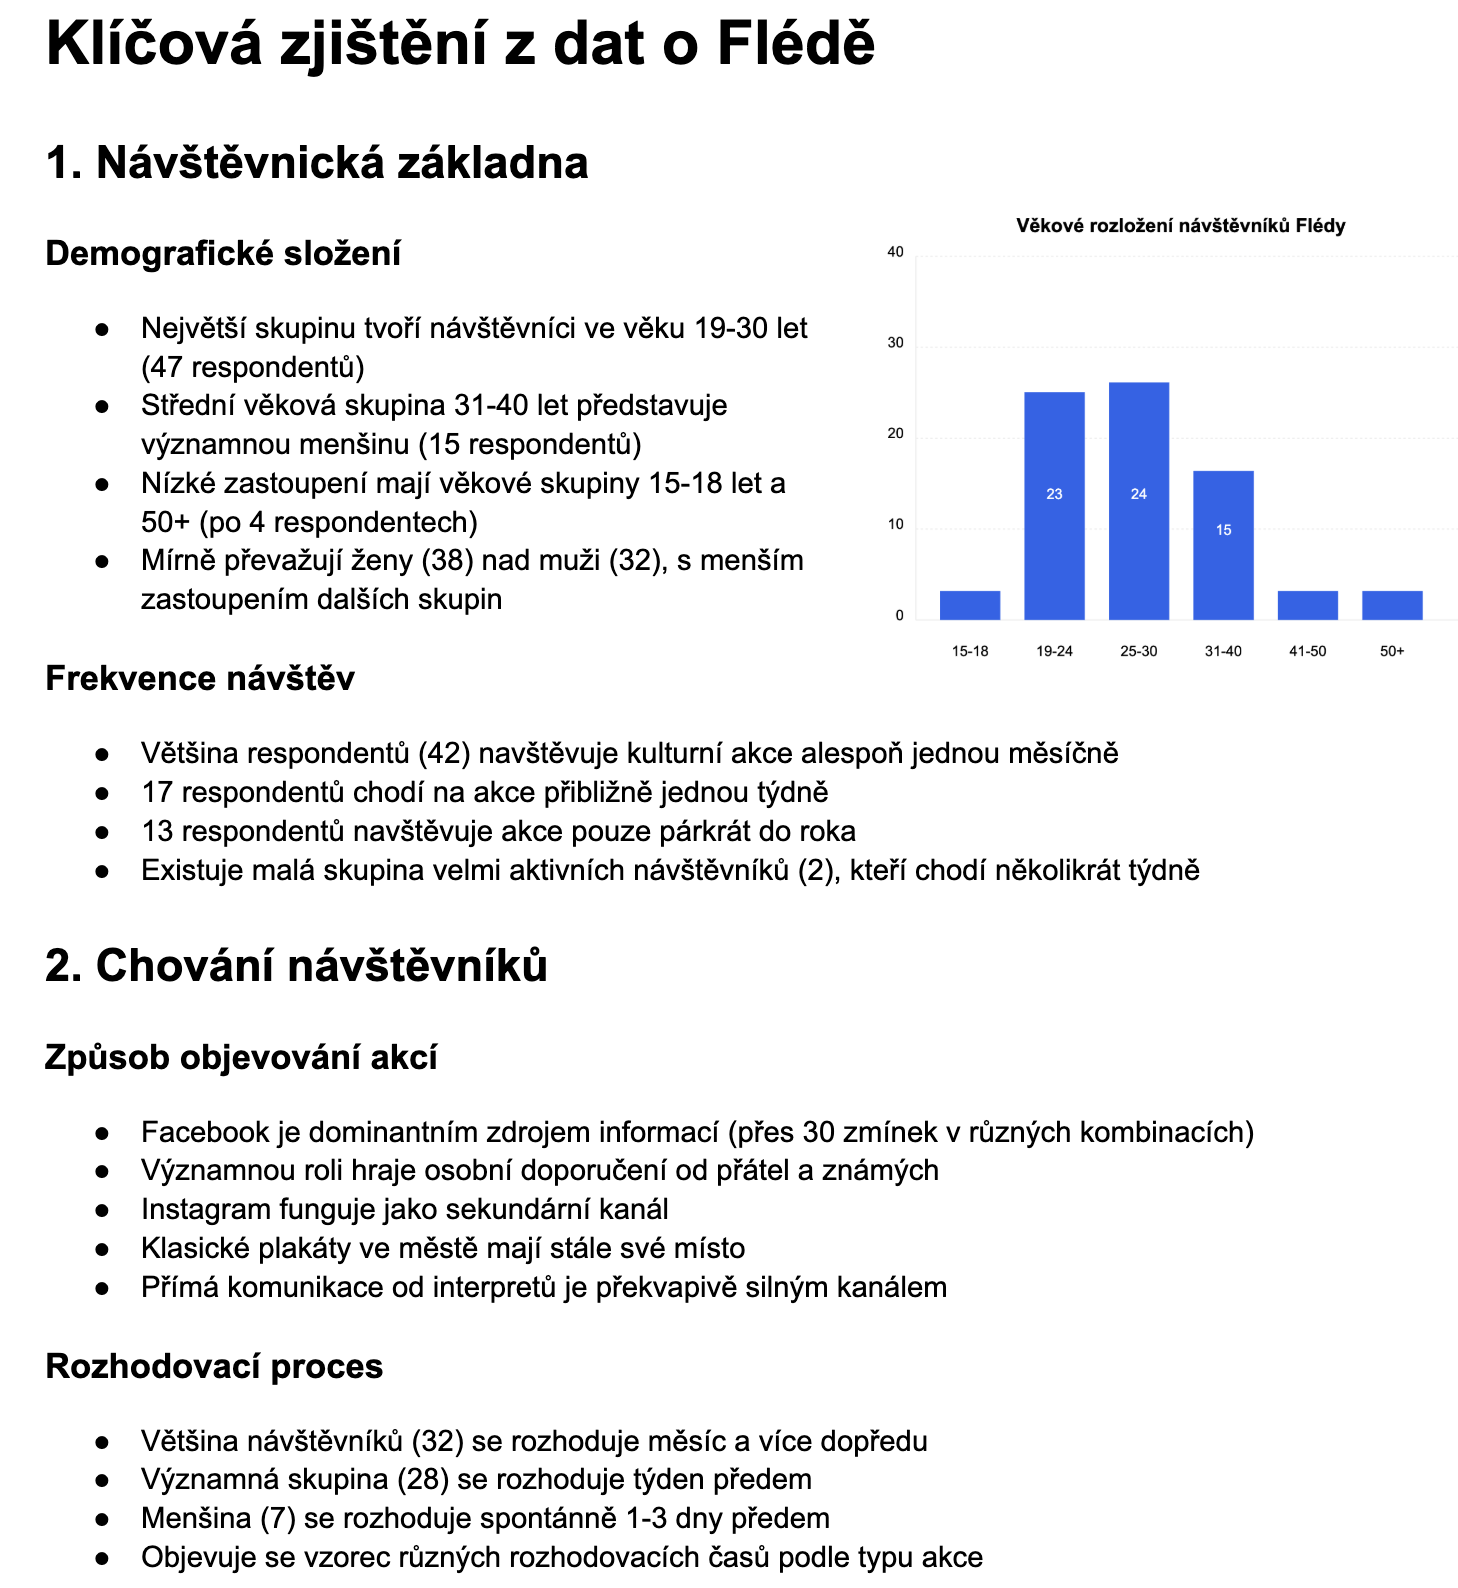 Klíčová zjištění z dat o Flédě
1. Návštěvnická základna
Demografické složení
● Největší skupinu tvoří návštěvníci ve věku 19-30 let
(47 respondentů)
● Střední věková skupina 31-40 let představuje
významnou menšinu (15 respondentů)
● Nízké zastoupení mají věkové skupiny 15-18 let a
50+ (po 4 respondentech)
● Mírně převažují ženy (38) nad muži (32), s menším
zastoupením dalších skupin
Věkové rozložení návštěvníků Flédy
40
30
20
10
0
23
24
15
15-18 19-24 25-30 31-40 41-50 50+
Frekvence návštěv
● Většina respondentů (42) navštěvuje kulturní akce alespoň jednou měsíčně
● 17 respondentů chodí na akce přibližně jednou týdně
● 13 respondentů navštěvuje akce pouze párkrát do roka
● Existuje malá skupina velmi aktivních návštěvníků (2), kteří chodí několikrát týdně
2. Chování návštěvníků
Způsob objevování akcí
● Facebook je dominantním zdrojem informací (přes 30 zmínek v různých kombinacích)
● Významnou roli hraje osobní doporučení od přátel a známých
● Instagram funguje jako sekundární kanál
● Klasické plakáty ve městě mají stále své místo
● Přímá komunikace od interpretů je překvapivě silným kanálem
Rozhodovací proces
● Většina návštěvníků (32) se rozhoduje měsíc a více dopředu
● Významná skupina (28) se rozhoduje týden předem
● Menšina (7) se rozhoduje spontánně 1-3 dny předem
● Objevuje se vzorec různých rozhodovacích časů podle typu akce